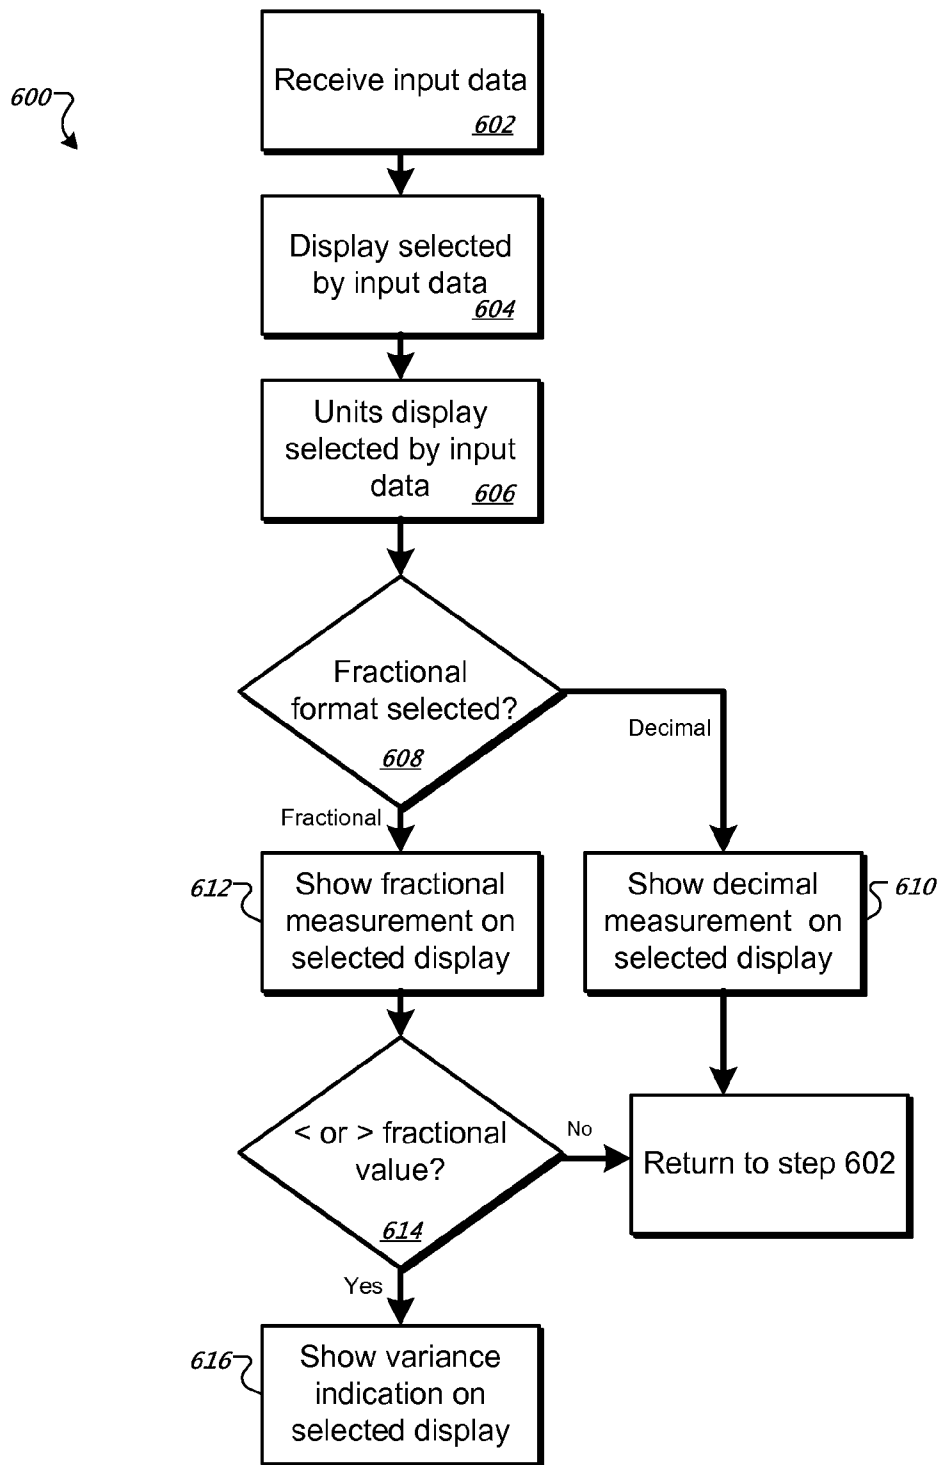 600
Receive input data
602
Display selected
by input data
604
Units display
selected by input
data
606
Fractional
format selected?
608
Decimal
Fractional
612
Show fractional
measurement on
selected display
Show decimal
measurement on
selected display
610
< or > fractional
value?
614
No
Return to step 602
Yes
616
Show variance
indication on
selected display